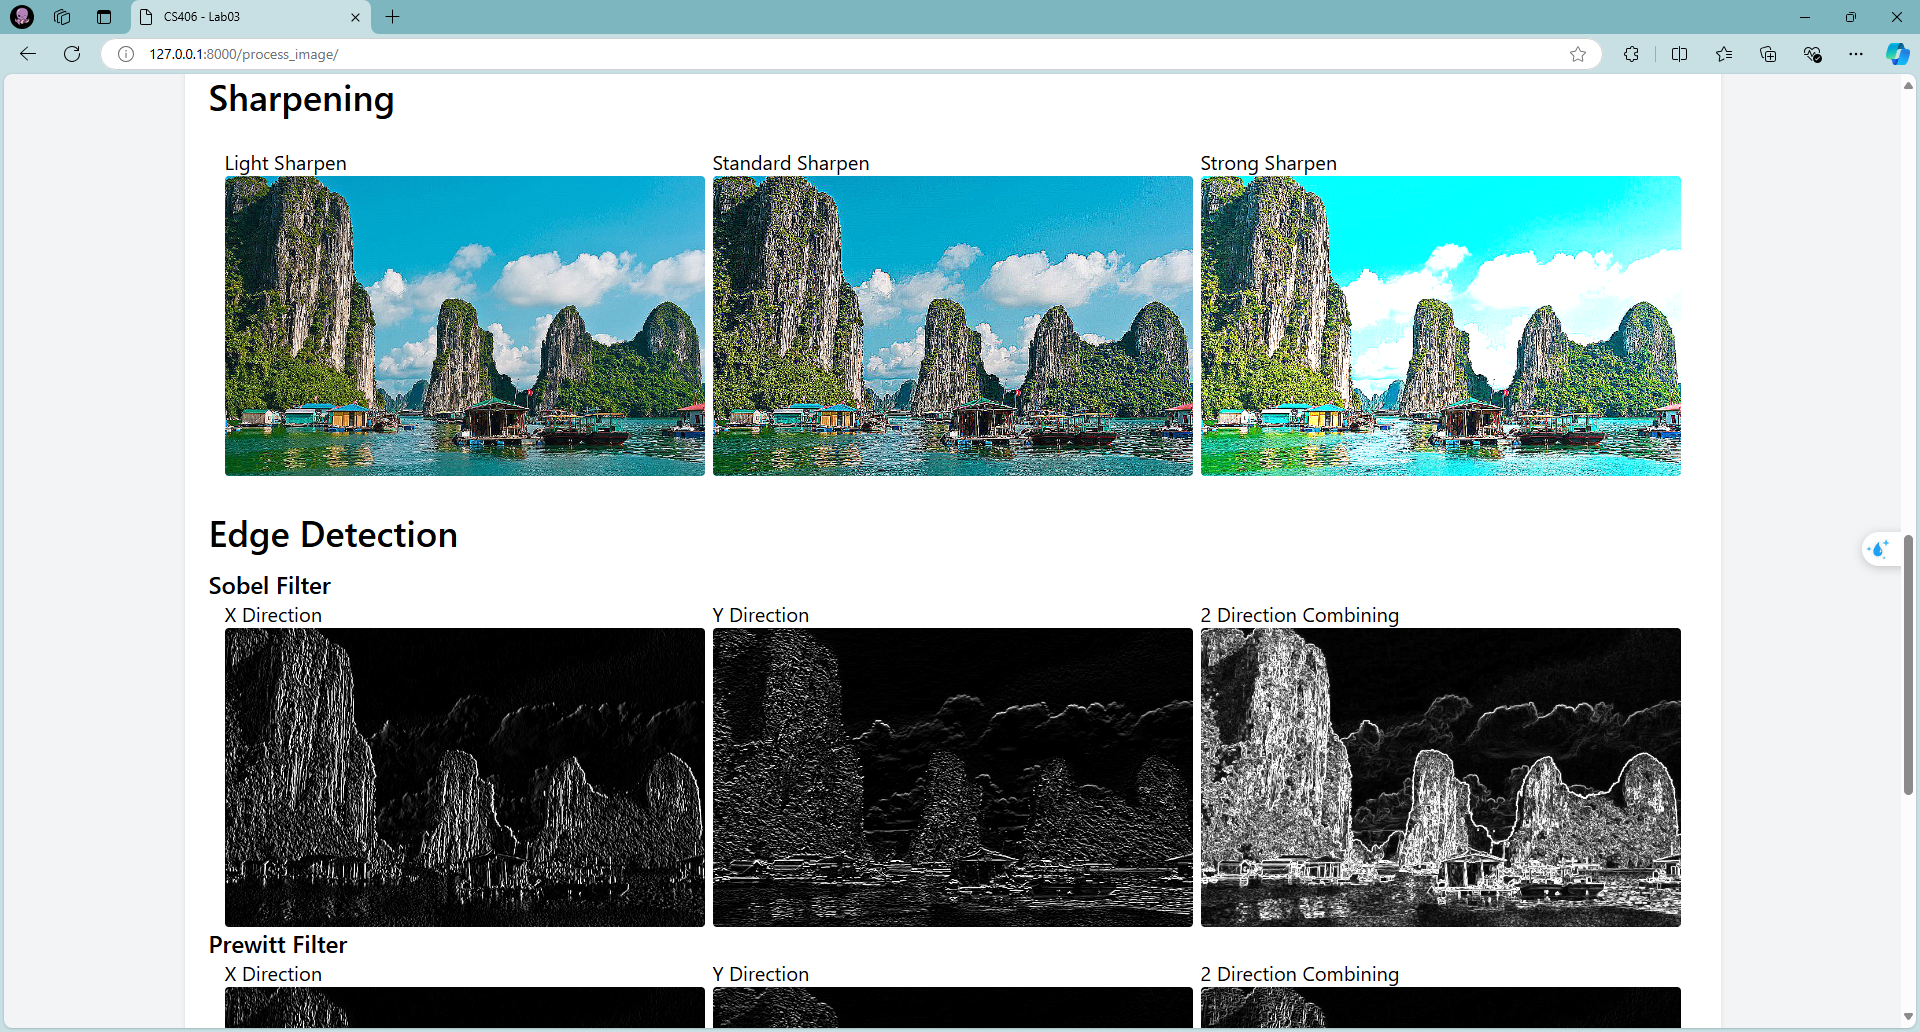 CS406 - Lab03
127.0.0.1:8000/process_image/
Sharpening
Light Sharpen
Standard Sharpen
Strong Sharpen
Edge Detection
Sobel Filter
X Direction
Y Direction
2 Direction Combining
Prewitt Filter
X Direction
Y Direction
2 Direction Combining